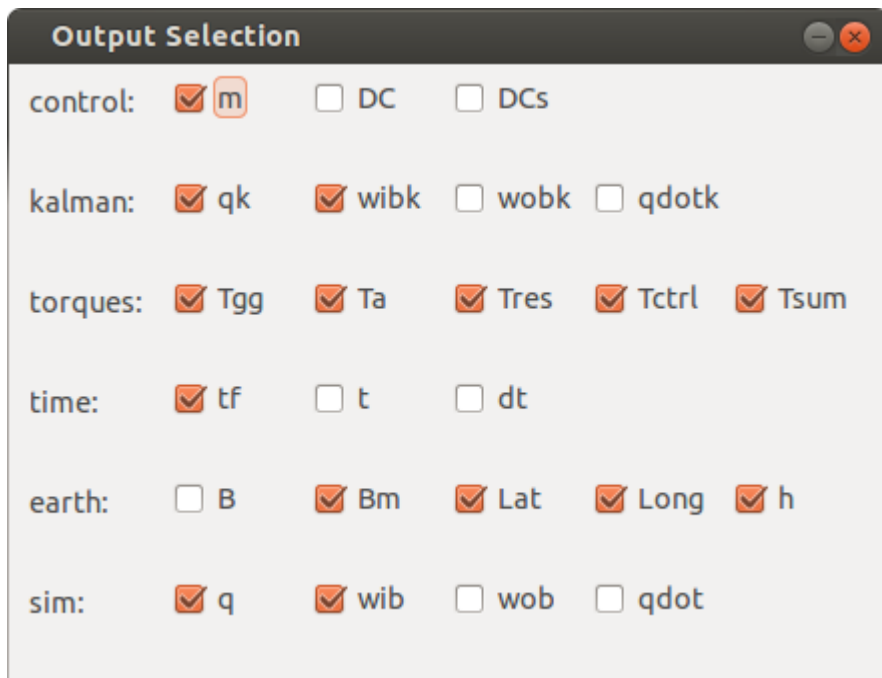 Output Selection
control: m DC DCs
kalman: qk wibk wobk qdotk
torques: Tgg Ta Tres Tctrl Tsum
time: tf t dt
earth: B Bm Lat Long h
sim: q wib wob qdot